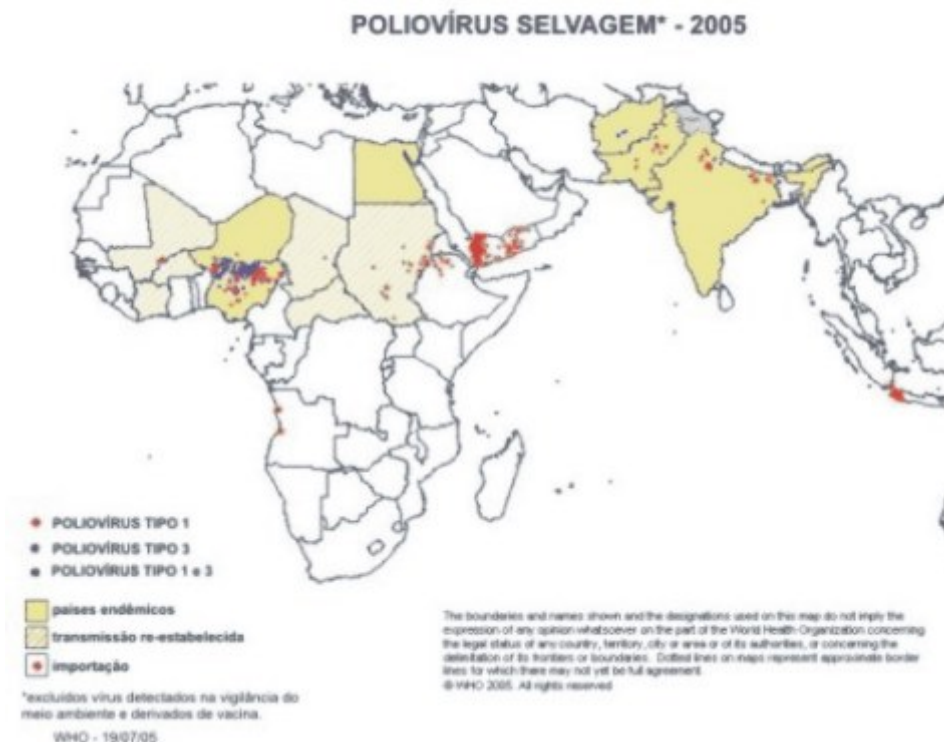 POLIOVÍRUS SELVAGEM* - 2005
POLIOVÍRUS TIPO 1
POLIOVÍRUS TIPO 3
POLIOVÍRUS TIPO 1 e 3
países endêmicos
transmissão re-estabelecida
importação
*excluídos vírus detectados na vigilância do
meio ambiente e derivados de vacina.
WHO - 19/07/05
The boundaries and names shown and the designations used on this map do not imply the
expression of any opinion whatsoever on the part of the World Health Organization concerning
the legal status of any country, territory, city or area or of its authorities, or concerning the
delimitation of its frontiers or boundaries. Dotted lines on maps represent approximate border
lines for which there may not yet be full agreement.
© WHO 2005. All rights reserved